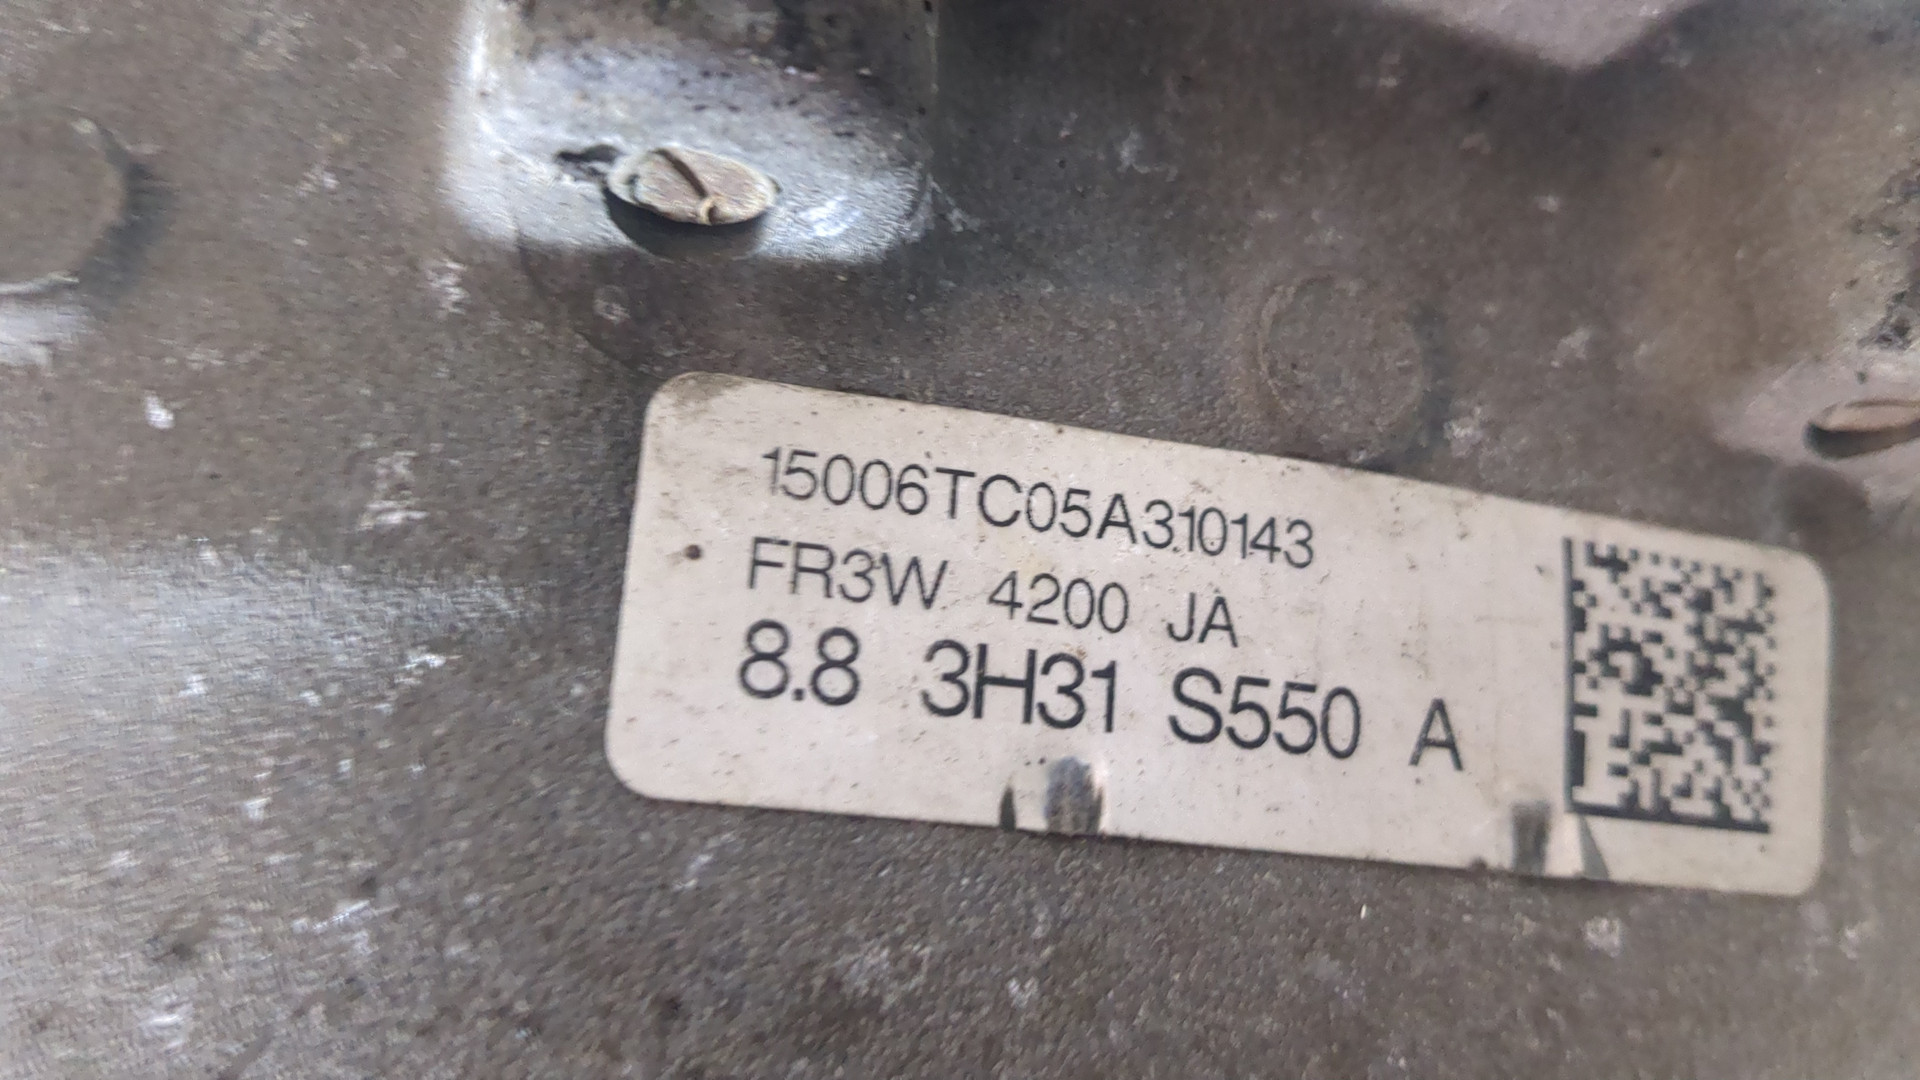 15006TC05A310143
FR3W 4200 JA
8.8 3H31 S550 A